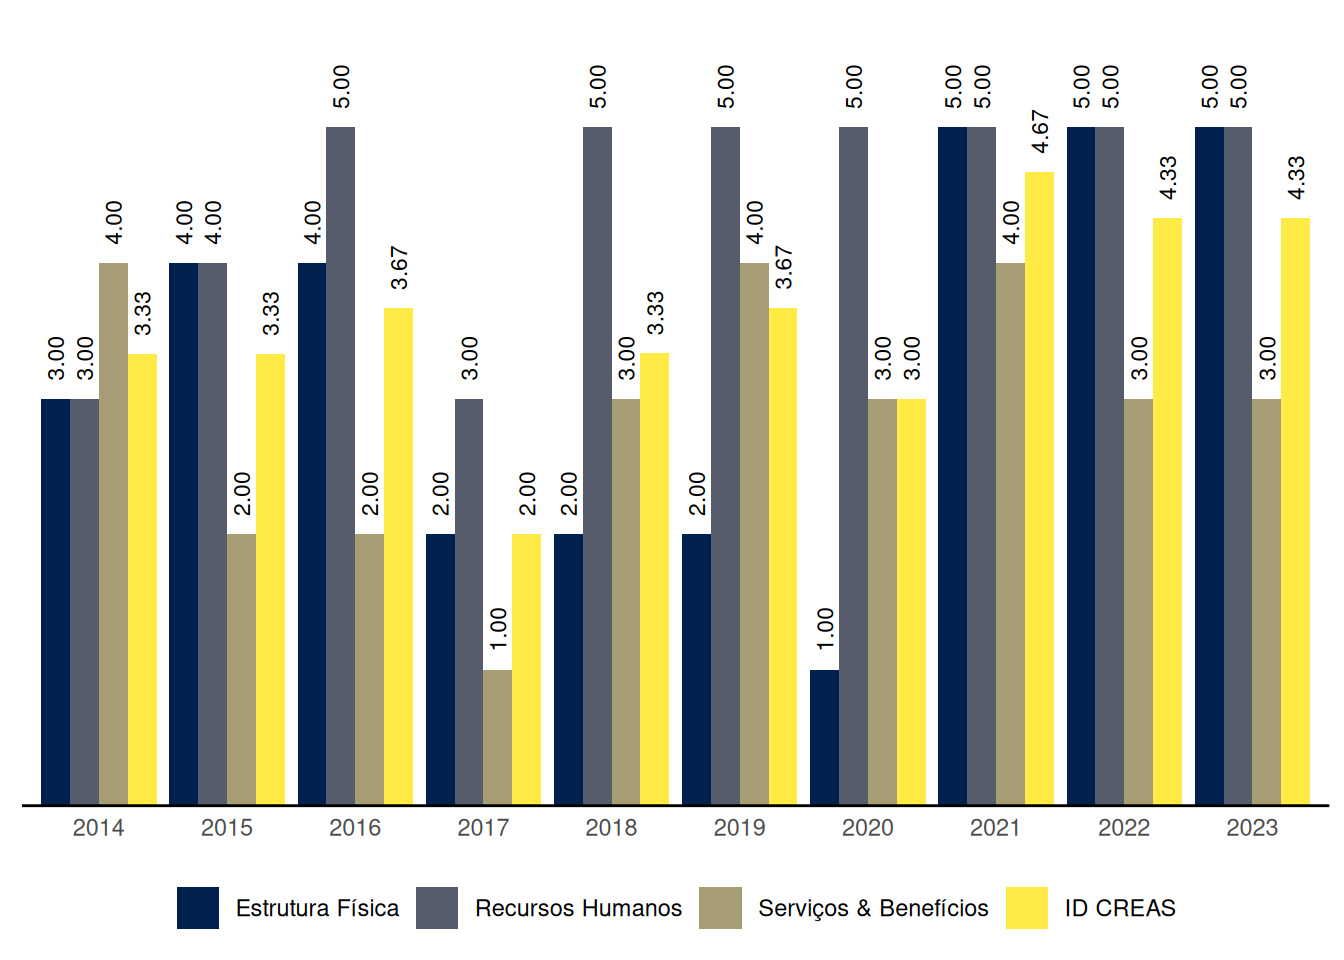 3.00 3.00 4.00 3.33 4.00 4.00 2.00 3.33 4.00 5.00 2.00 3.67 2.00 3.00 1.00 2.00 2.00 5.00 3.00 3.33 2.00 5.00 4.00 3.67 1.00 5.00 3.00 3.00 5.00 5.00 4.00 4.67 5.00 5.00 3.00 4.33 5.00 5.00 3.00 4.33
2014 2015 2016 2017 2018 2019 2020 2021 2022 2023
Estrutura Física Recursos Humanos Serviços & Benefícios ID CREAS